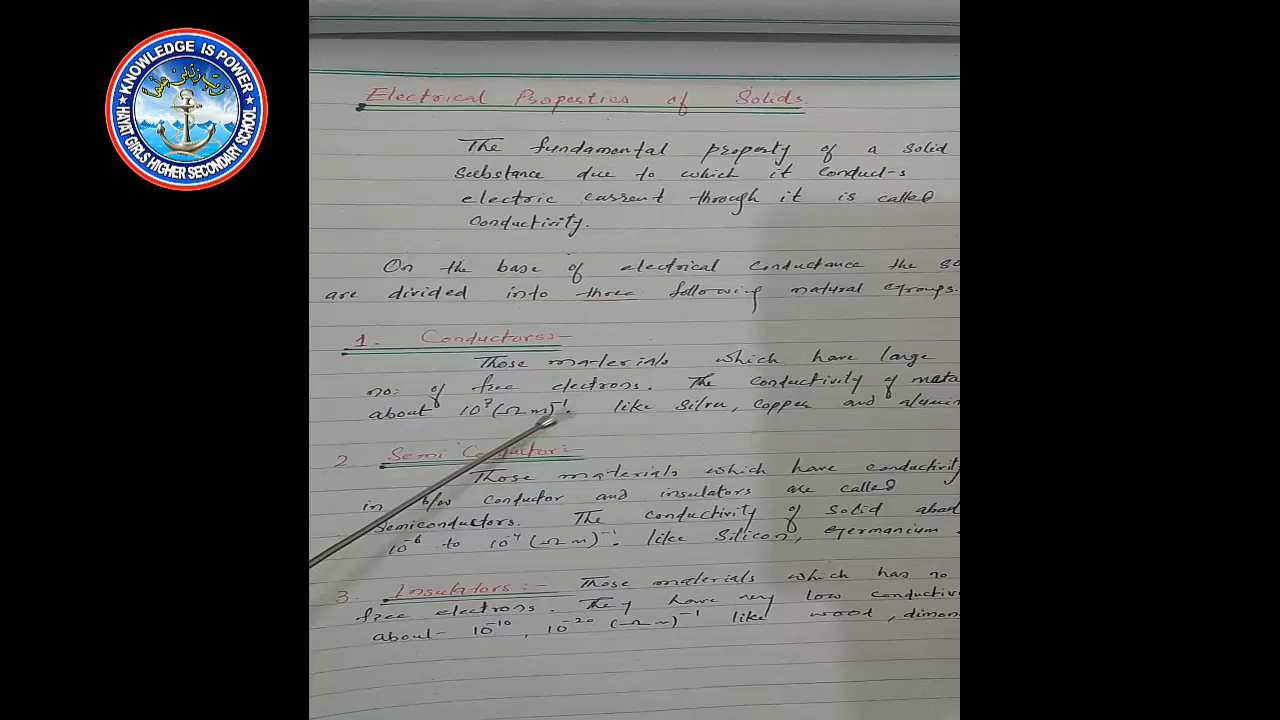 KNOWLEDGE IS POWER
HAYAT GIRLS HIGHER SECONDARY SCHOOL
Electrical Properties of Solids.
The fundamental property of a solid
substance due to which it conduct-s
electric current through it is called
Conductivity.
On the base of electrical conductance the so
are divided into three following natural Groups.
1. Conductors:-
Those materials which have large
no: of free electrons. The conductivity of meta
about 10⁷ (Ωm)⁻¹. like Silver, Copper and alumin
2 Semi Conductor:-
Those materials which have conductivity
in b/w conductor and insulators are called
Semiconductors. The conductivity of solid about
10⁻⁶ to 10⁻⁴ (Ωm)⁻¹. like Silicon, Germanium
3. Insulators:- Those materials which has no
free electrons. They have very low conductivi
about- 10⁻¹⁰, 10⁻²⁰ (Ωm)⁻¹ like wood, dimon